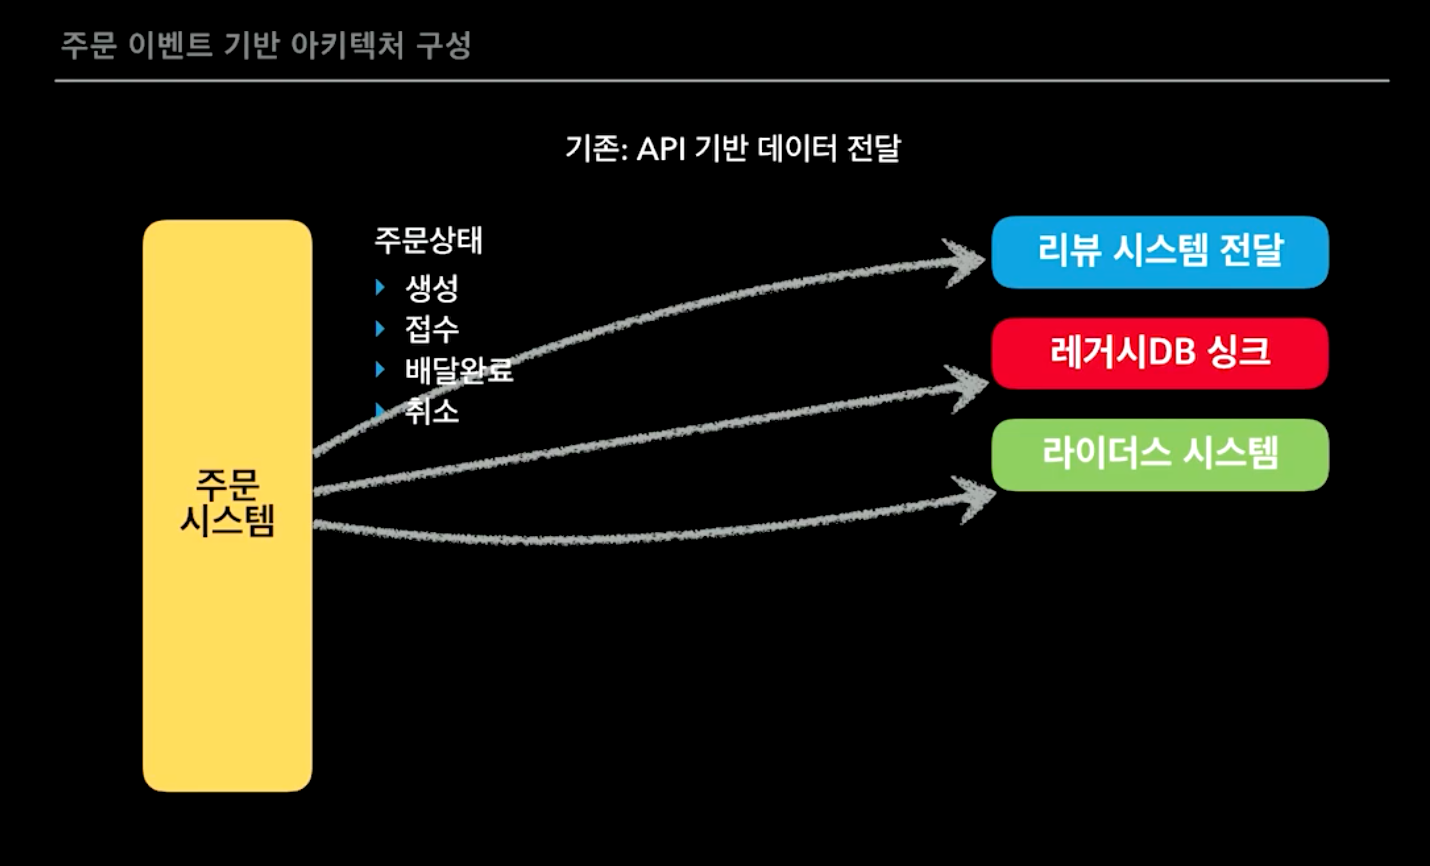 주문 이벤트 기반 아키텍처 구성
기존: API 기반 데이터 전달
주문상태
생성
접수
배달완료
취소
주문
시스템
리뷰 시스템 전달
레거시DB 싱크
라이더스 시스템